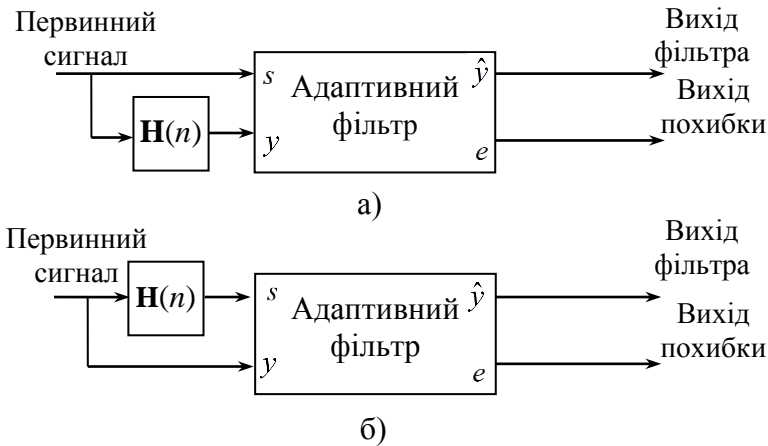 Первинний
сигнал
H(n)
s
y
Адаптивний
фільтр
ŷ
e
Вихід
фільтра
Вихід
похибки
а)
Первинний
сигнал
H(n)
s
y
Адаптивний
фільтр
ŷ
e
Вихід
фільтра
Вихід
похибки
б)